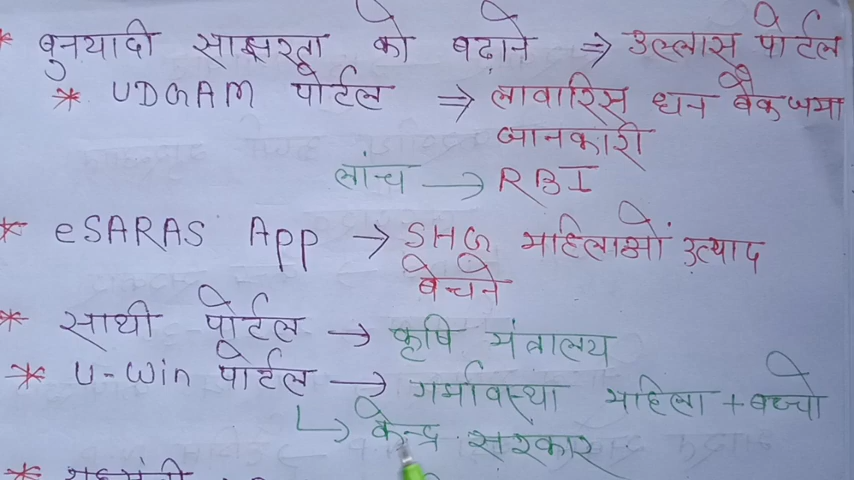 * बुनयादी साक्षरता को बढ़ाने ⇒ उल्लास पोर्टल
* UDGAM पोर्टल ⇒ लावारिस धन बैंक जमा
जानकारी
लांच → RBI
* eSARAS App → SHG महिलाओं उत्पाद
बेचने
* साथी पोर्टल → कृषि मंत्रालय
* U-Win पोर्टल → गर्भावस्था महिला + बच्चो
↳ केन्द्र सरकार
*